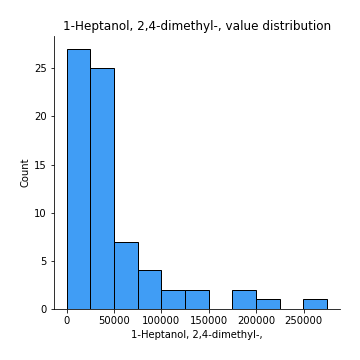 1-Heptanol, 2,4-dimethyl-, value distribution
25
20
15
10
5
0
Count
0 50000 100000 150000 200000 250000
1-Heptanol, 2,4-dimethyl-,